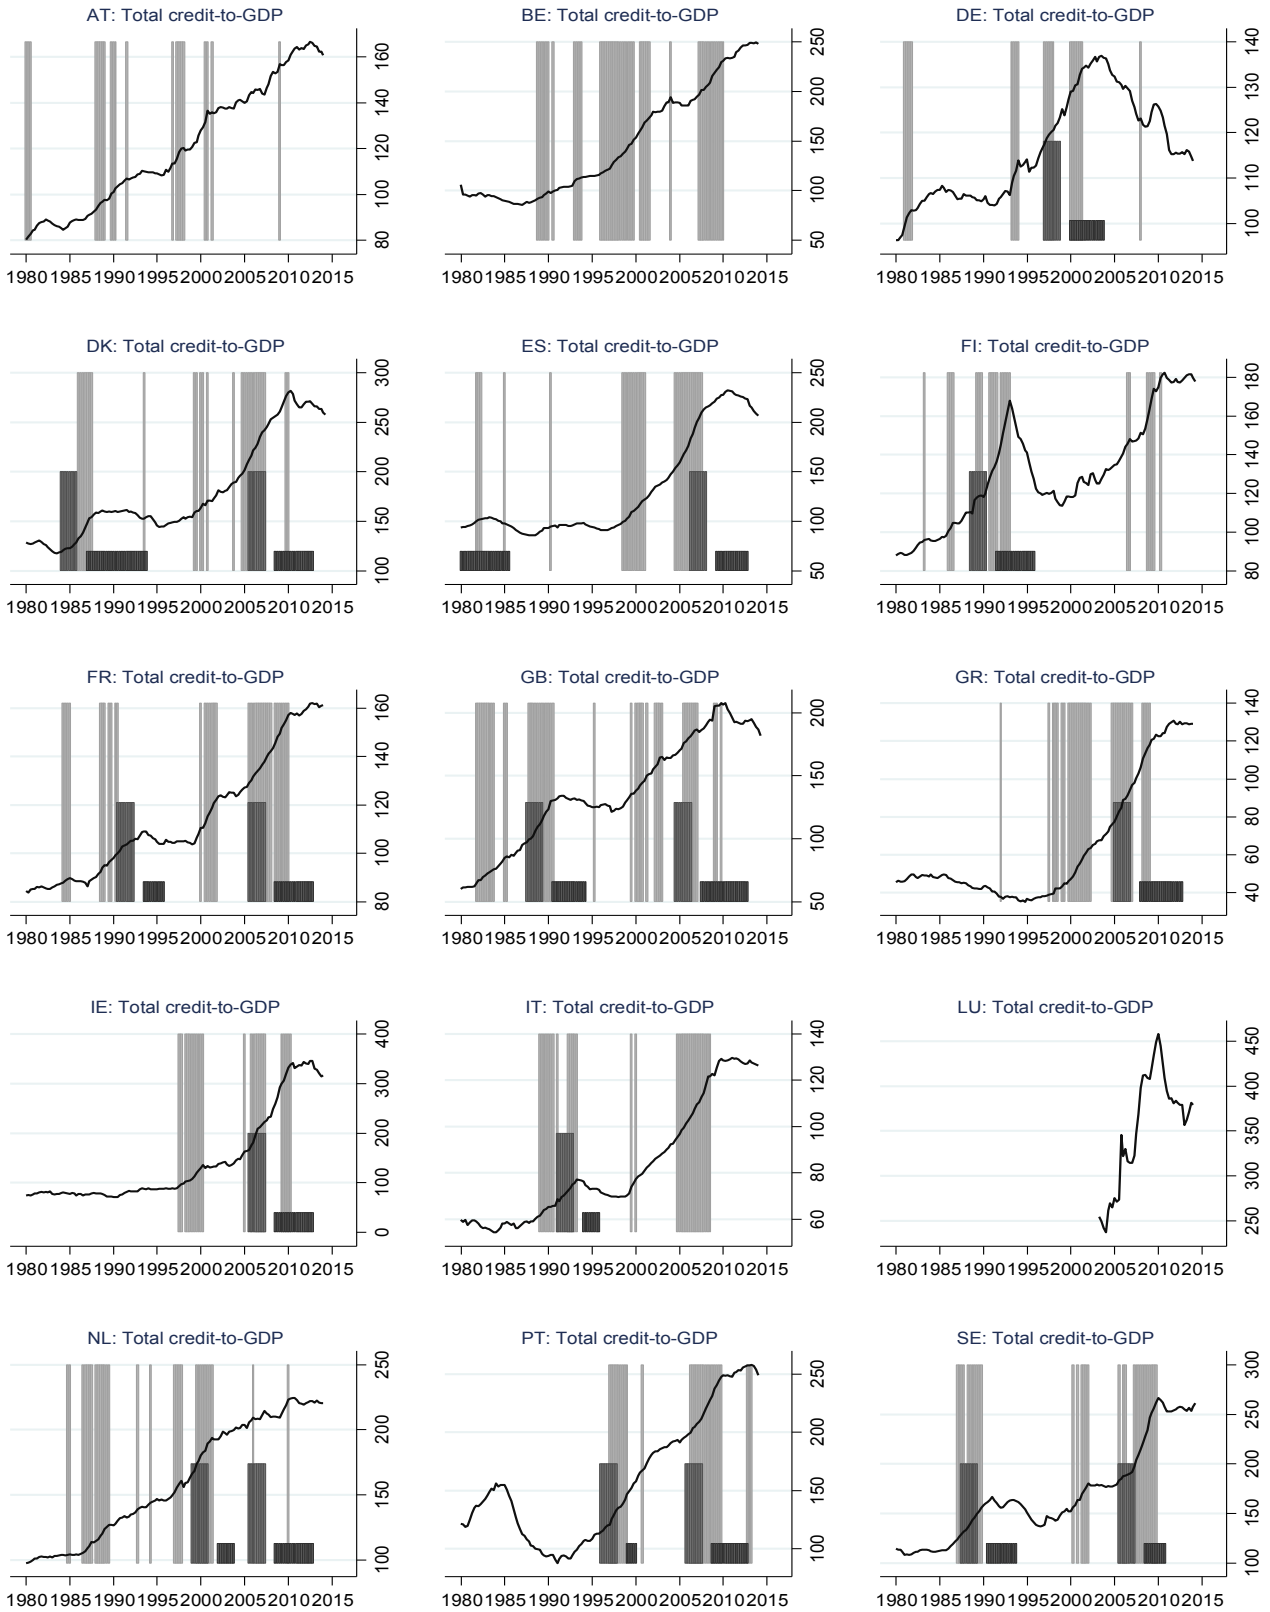 AT: Total credit-to-GDP
80 100 120 140 160
1980 1985 1990 1995 2000 2005 2010 2015
BE: Total credit-to-GDP
50 100 150 200 250
1980 1985 1990 1995 2000 2005 2010 2015
DE: Total credit-to-GDP
100 110 120 130 140
1980 1985 1990 1995 2000 2005 2010 2015
DK: Total credit-to-GDP
100 150 200 250 300
1980 1985 1990 1995 2000 2005 2010 2015
ES: Total credit-to-GDP
50 100 150 200 250
1980 1985 1990 1995 2000 2005 2010 2015
FI: Total credit-to-GDP
80 100 120 140 160 180
1980 1985 1990 1995 2000 2005 2010 2015
FR: Total credit-to-GDP
80 100 120 140 160
1980 1985 1990 1995 2000 2005 2010 2015
GB: Total credit-to-GDP
50 100 150 200
1980 1985 1990 1995 2000 2005 2010 2015
GR: Total credit-to-GDP
40 60 80 100 120 140
1980 1985 1990 1995 2000 2005 2010 2015
IE: Total credit-to-GDP
0 100 200 300 400
1980 1985 1990 1995 2000 2005 2010 2015
IT: Total credit-to-GDP
60 80 100 120 140
1980 1985 1990 1995 2000 2005 2010 2015
LU: Total credit-to-GDP
250 300 350 400 450
1980 1985 1990 1995 2000 2005 2010 2015
NL: Total credit-to-GDP
100 150 200 250
1980 1985 1990 1995 2000 2005 2010 2015
PT: Total credit-to-GDP
100 150 200 250
1980 1985 1990 1995 2000 2005 2010 2015
SE: Total credit-to-GDP
100 150 200 250 300
1980 1985 1990 1995 2000 2005 2010 2015